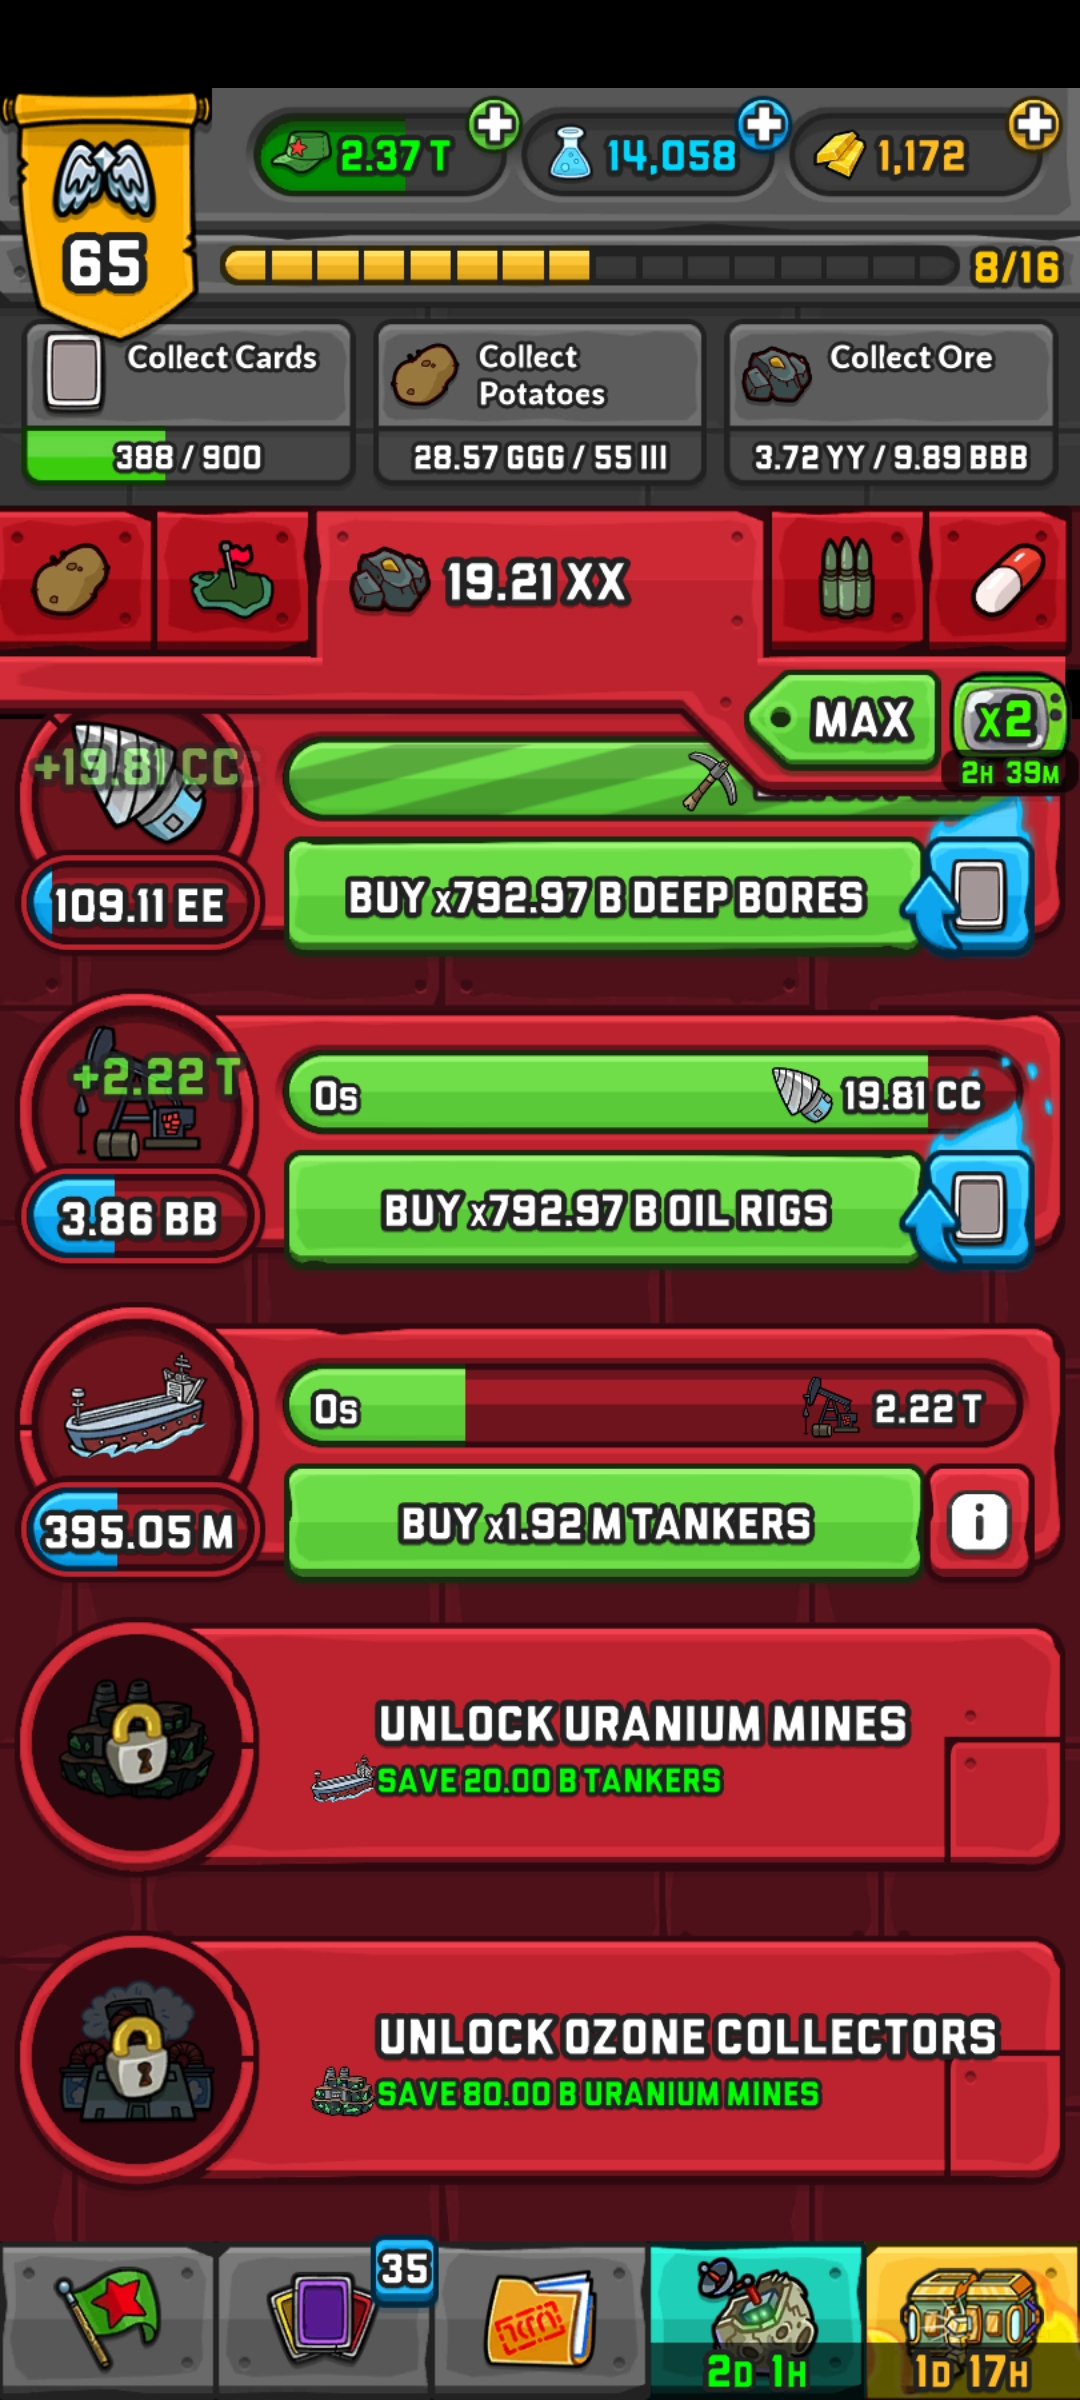 2.37 T
14,058
1,172
65
8/16
Collect Cards
388 / 900
Collect
Potatoes
28.57 GGG / 55 III
Collect Ore
3.72 YY / 9.89 BBB
19.21 XX
MAX
x2
2H 39M
+19.81 CC
109.11 EE
BUY x792.97 B DEEP BORES
+2.22 T
0s
19.81 CC
3.86 BB
BUY x792.97 B OIL RIGS
0s
2.22 T
395.05 M
BUY x1.92 M TANKERS
i
UNLOCK URANIUM MINES
SAVE 20.00 B TANKERS
UNLOCK OZONE COLLECTORS
SAVE 80.00 B URANIUM MINES
35
2D 1H
1D 17H